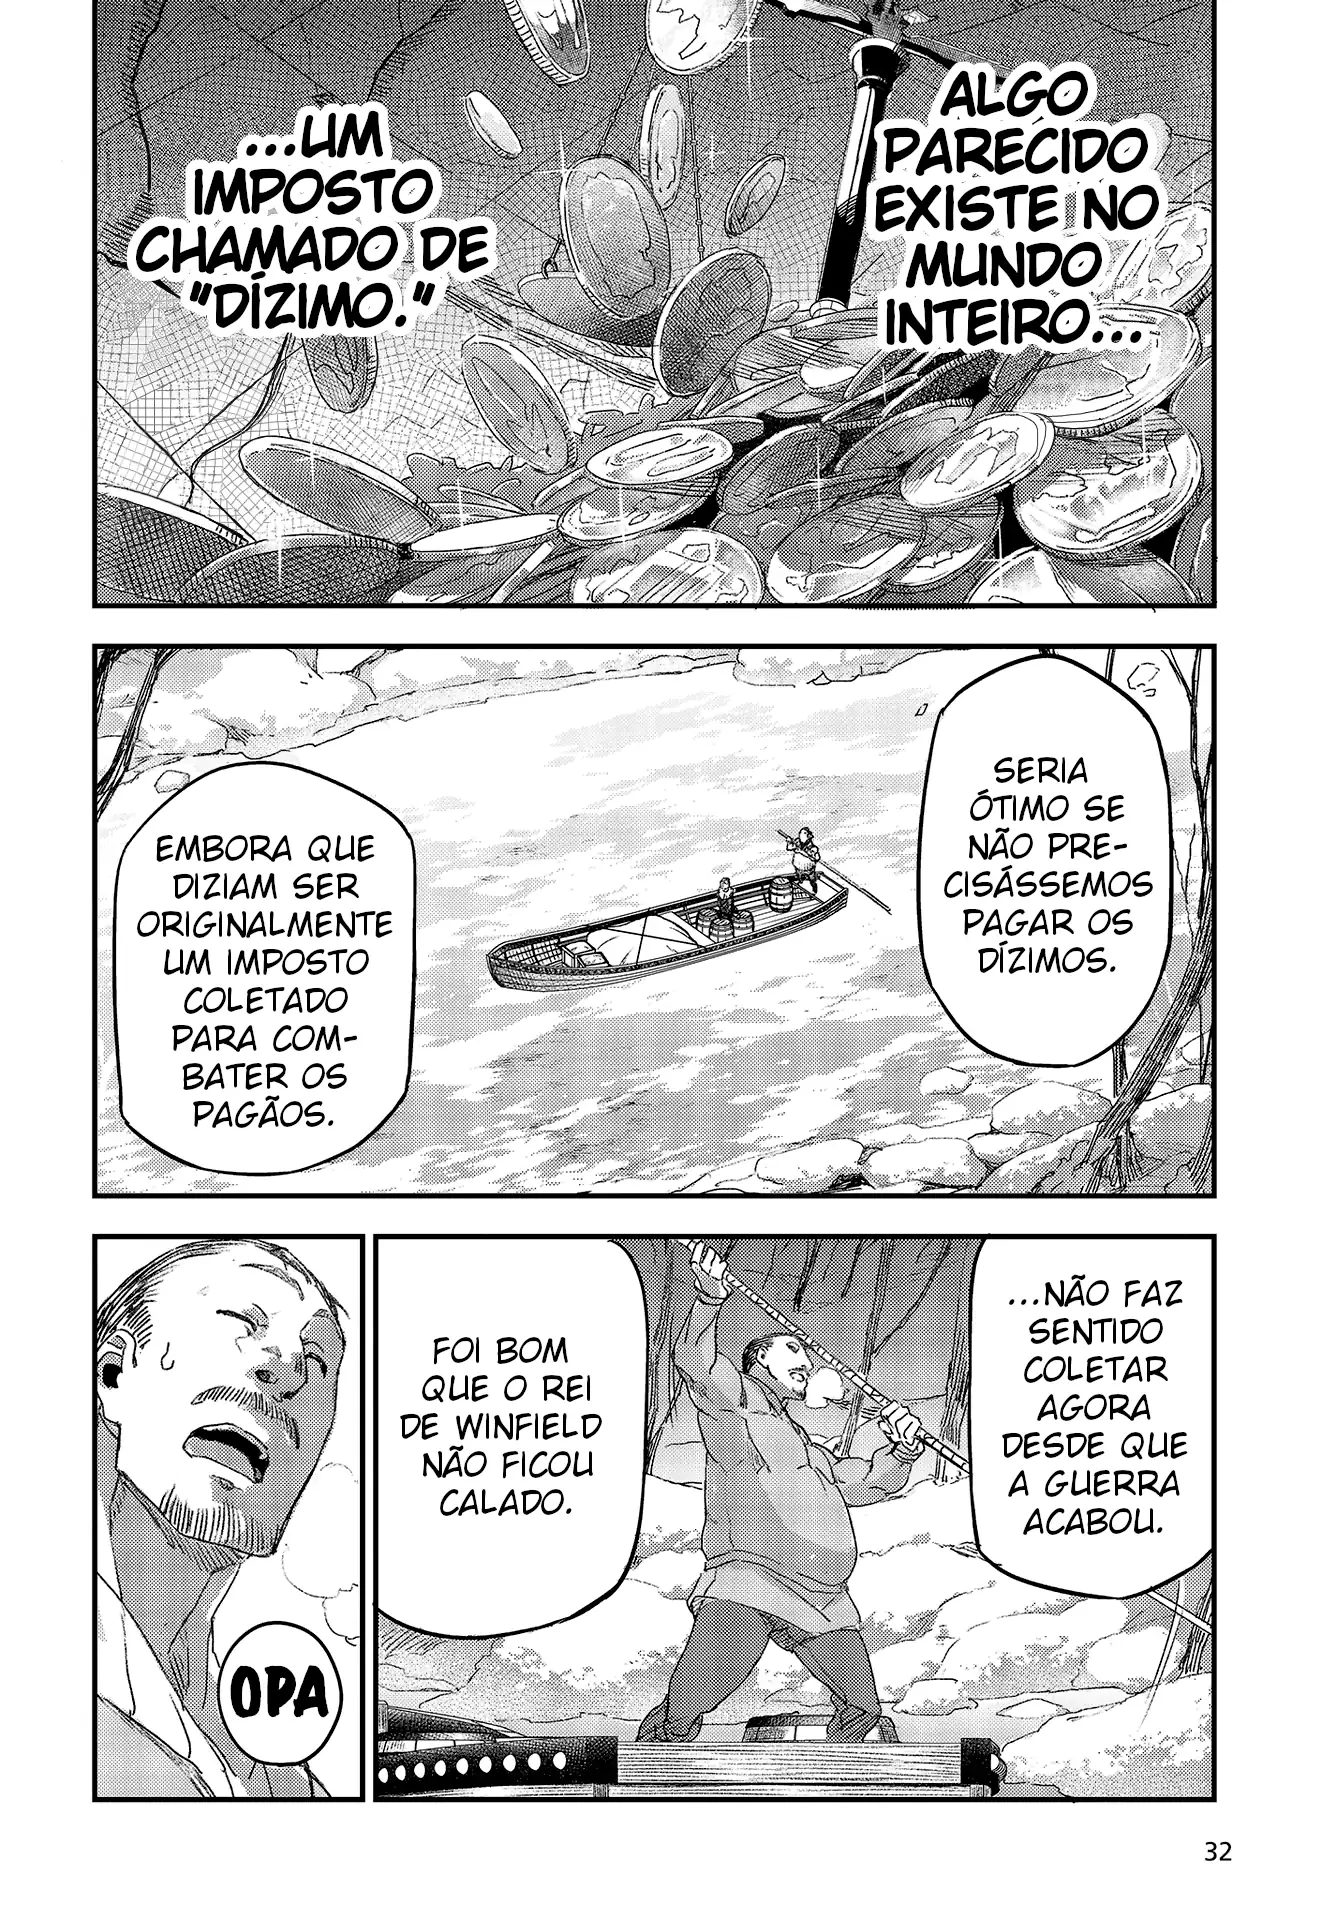 ALGO
PARECIDO
EXISTE NO
MUNDO
INTEIRO...
...UM
IMPOSTO
CHAMADO DE
"DÍZIMO."
SERIA
ÓTIMO SE
NÃO PRE-
CISÁSSEMOS
PAGAR OS
DÍZIMOS.
EMBORA QUE
DIZIAM SER
ORIGINALMENTE
UM IMPOSTO
COLETADO
PARA COM-
BATER OS
PAGÃOS.
...NÃO FAZ
SENTIDO
COLETAR
AGORA
DESDE QUE
A GUERRA
ACABOU.
FOI BOM
QUE O REI
DE WINFIELD
NÃO FICOU
CALADO.
OPA
32